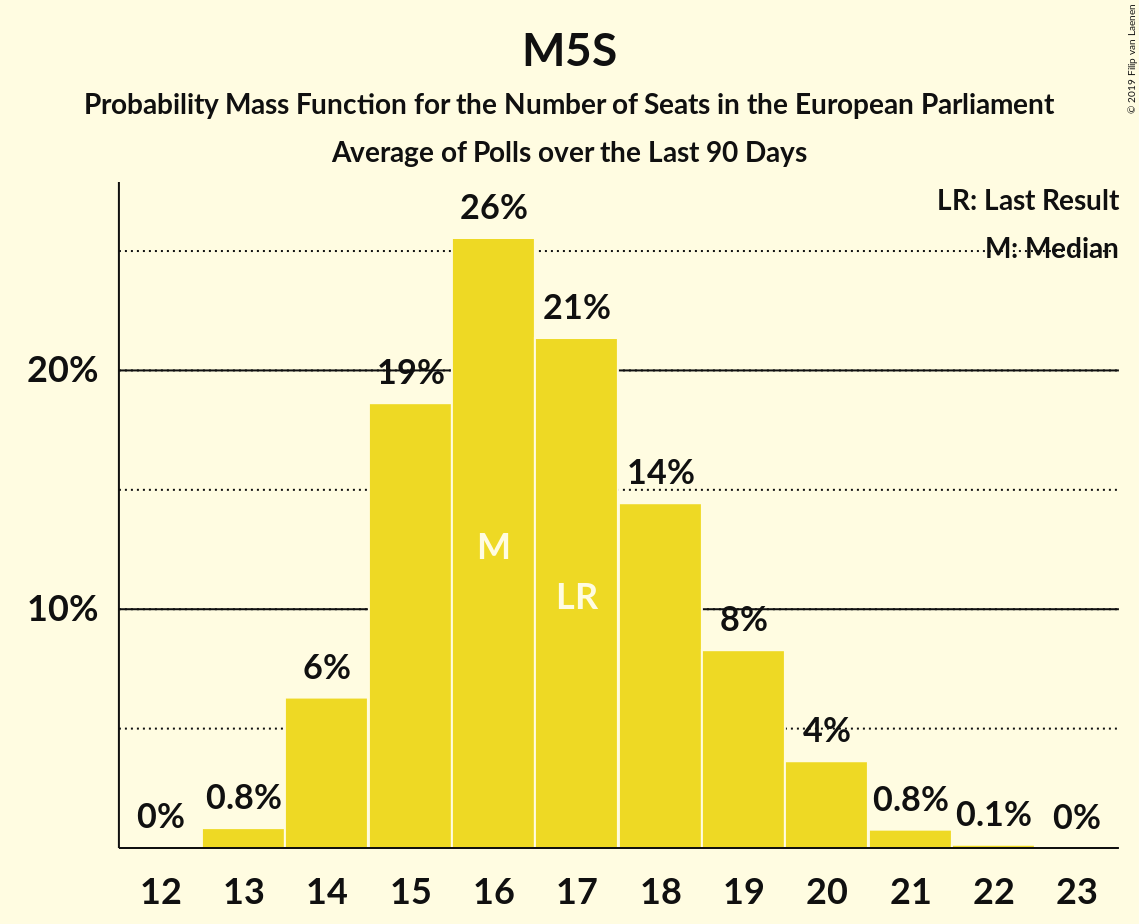 M5S
Probability Mass Function for the Number of Seats in the European Parliament
Average of Polls over the Last 90 Days
© 2019 Filip van Laenen
LR: Last Result
M: Median
26%
21%
20%
19%
14%
M
LR
10%
8%
6%
4%
0%
0.8%
0.8%
0.1%
0%
12 13 14 15 16 17 18 19 20 21 22 23